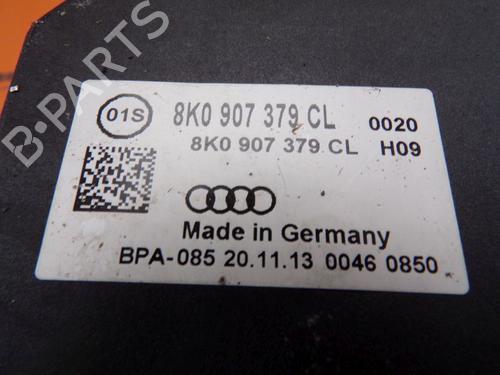 B-PARTS
01S
8K0 907 379 CL 0020
8K0 907 379 CL H09
Made in Germany
BPA-085 20.11.13 0046 0850